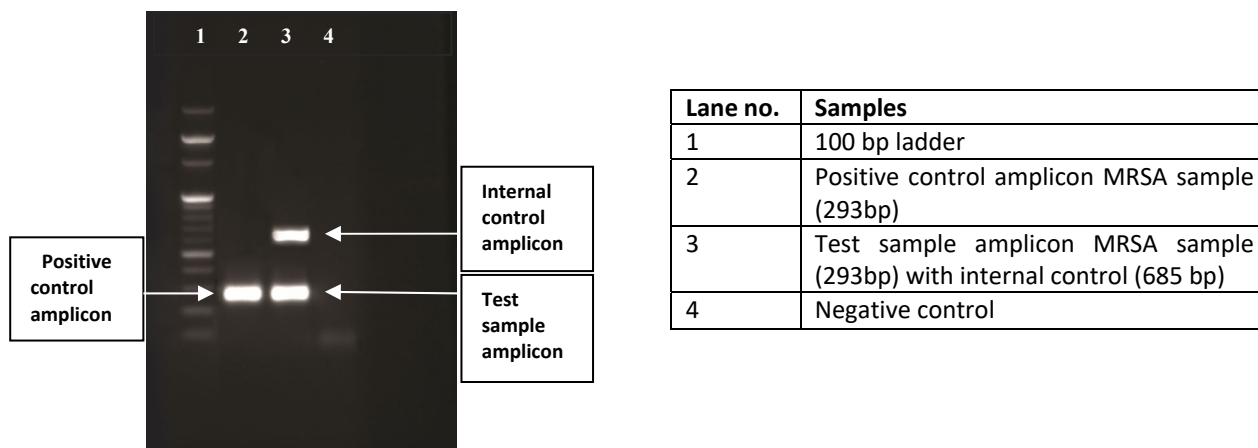 1 2 3 4
Positive
control
amplicon
Internal
control
amplicon
Test
sample
amplicon
Lane no. Samples
1 100 bp ladder
2 Positive control amplicon MRSA sample
(293bp)
3 Test sample amplicon MRSA sample
(293bp) with internal control (685 bp)
4 Negative control